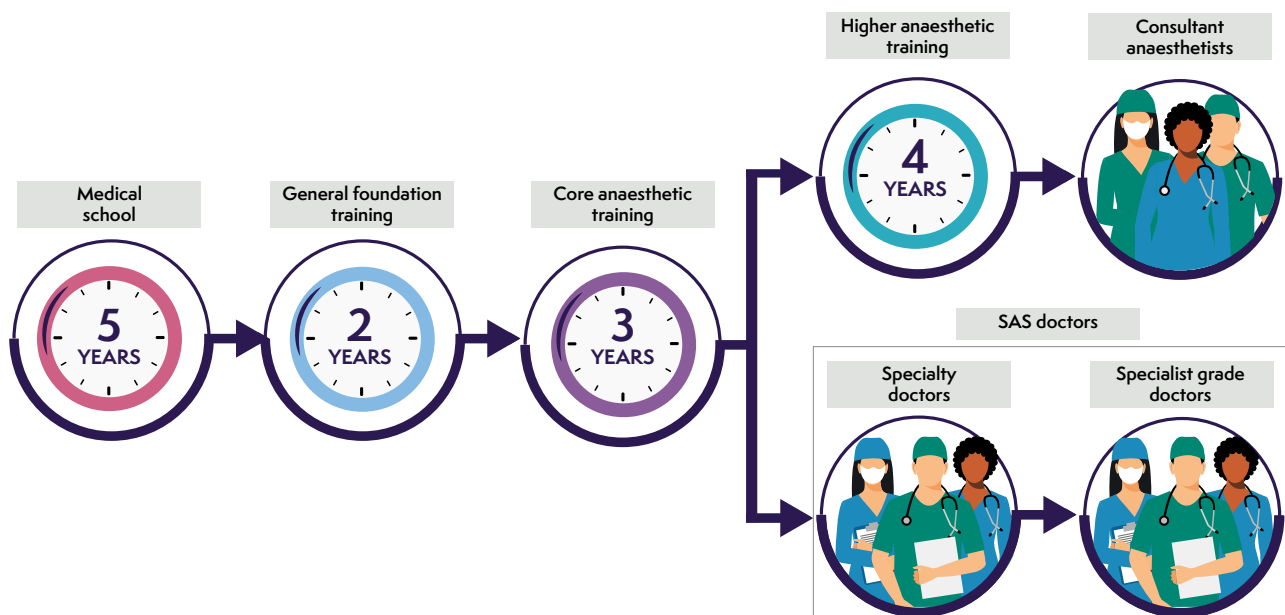 Medical
school
5
YEARS
General foundation
training
2
YEARS
Core anaesthetic
training
3
YEARS
Higher anaesthetic
training
4
YEARS
Consultant
anaesthetists
SAS doctors
Specialty
doctors
Specialist grade
doctors